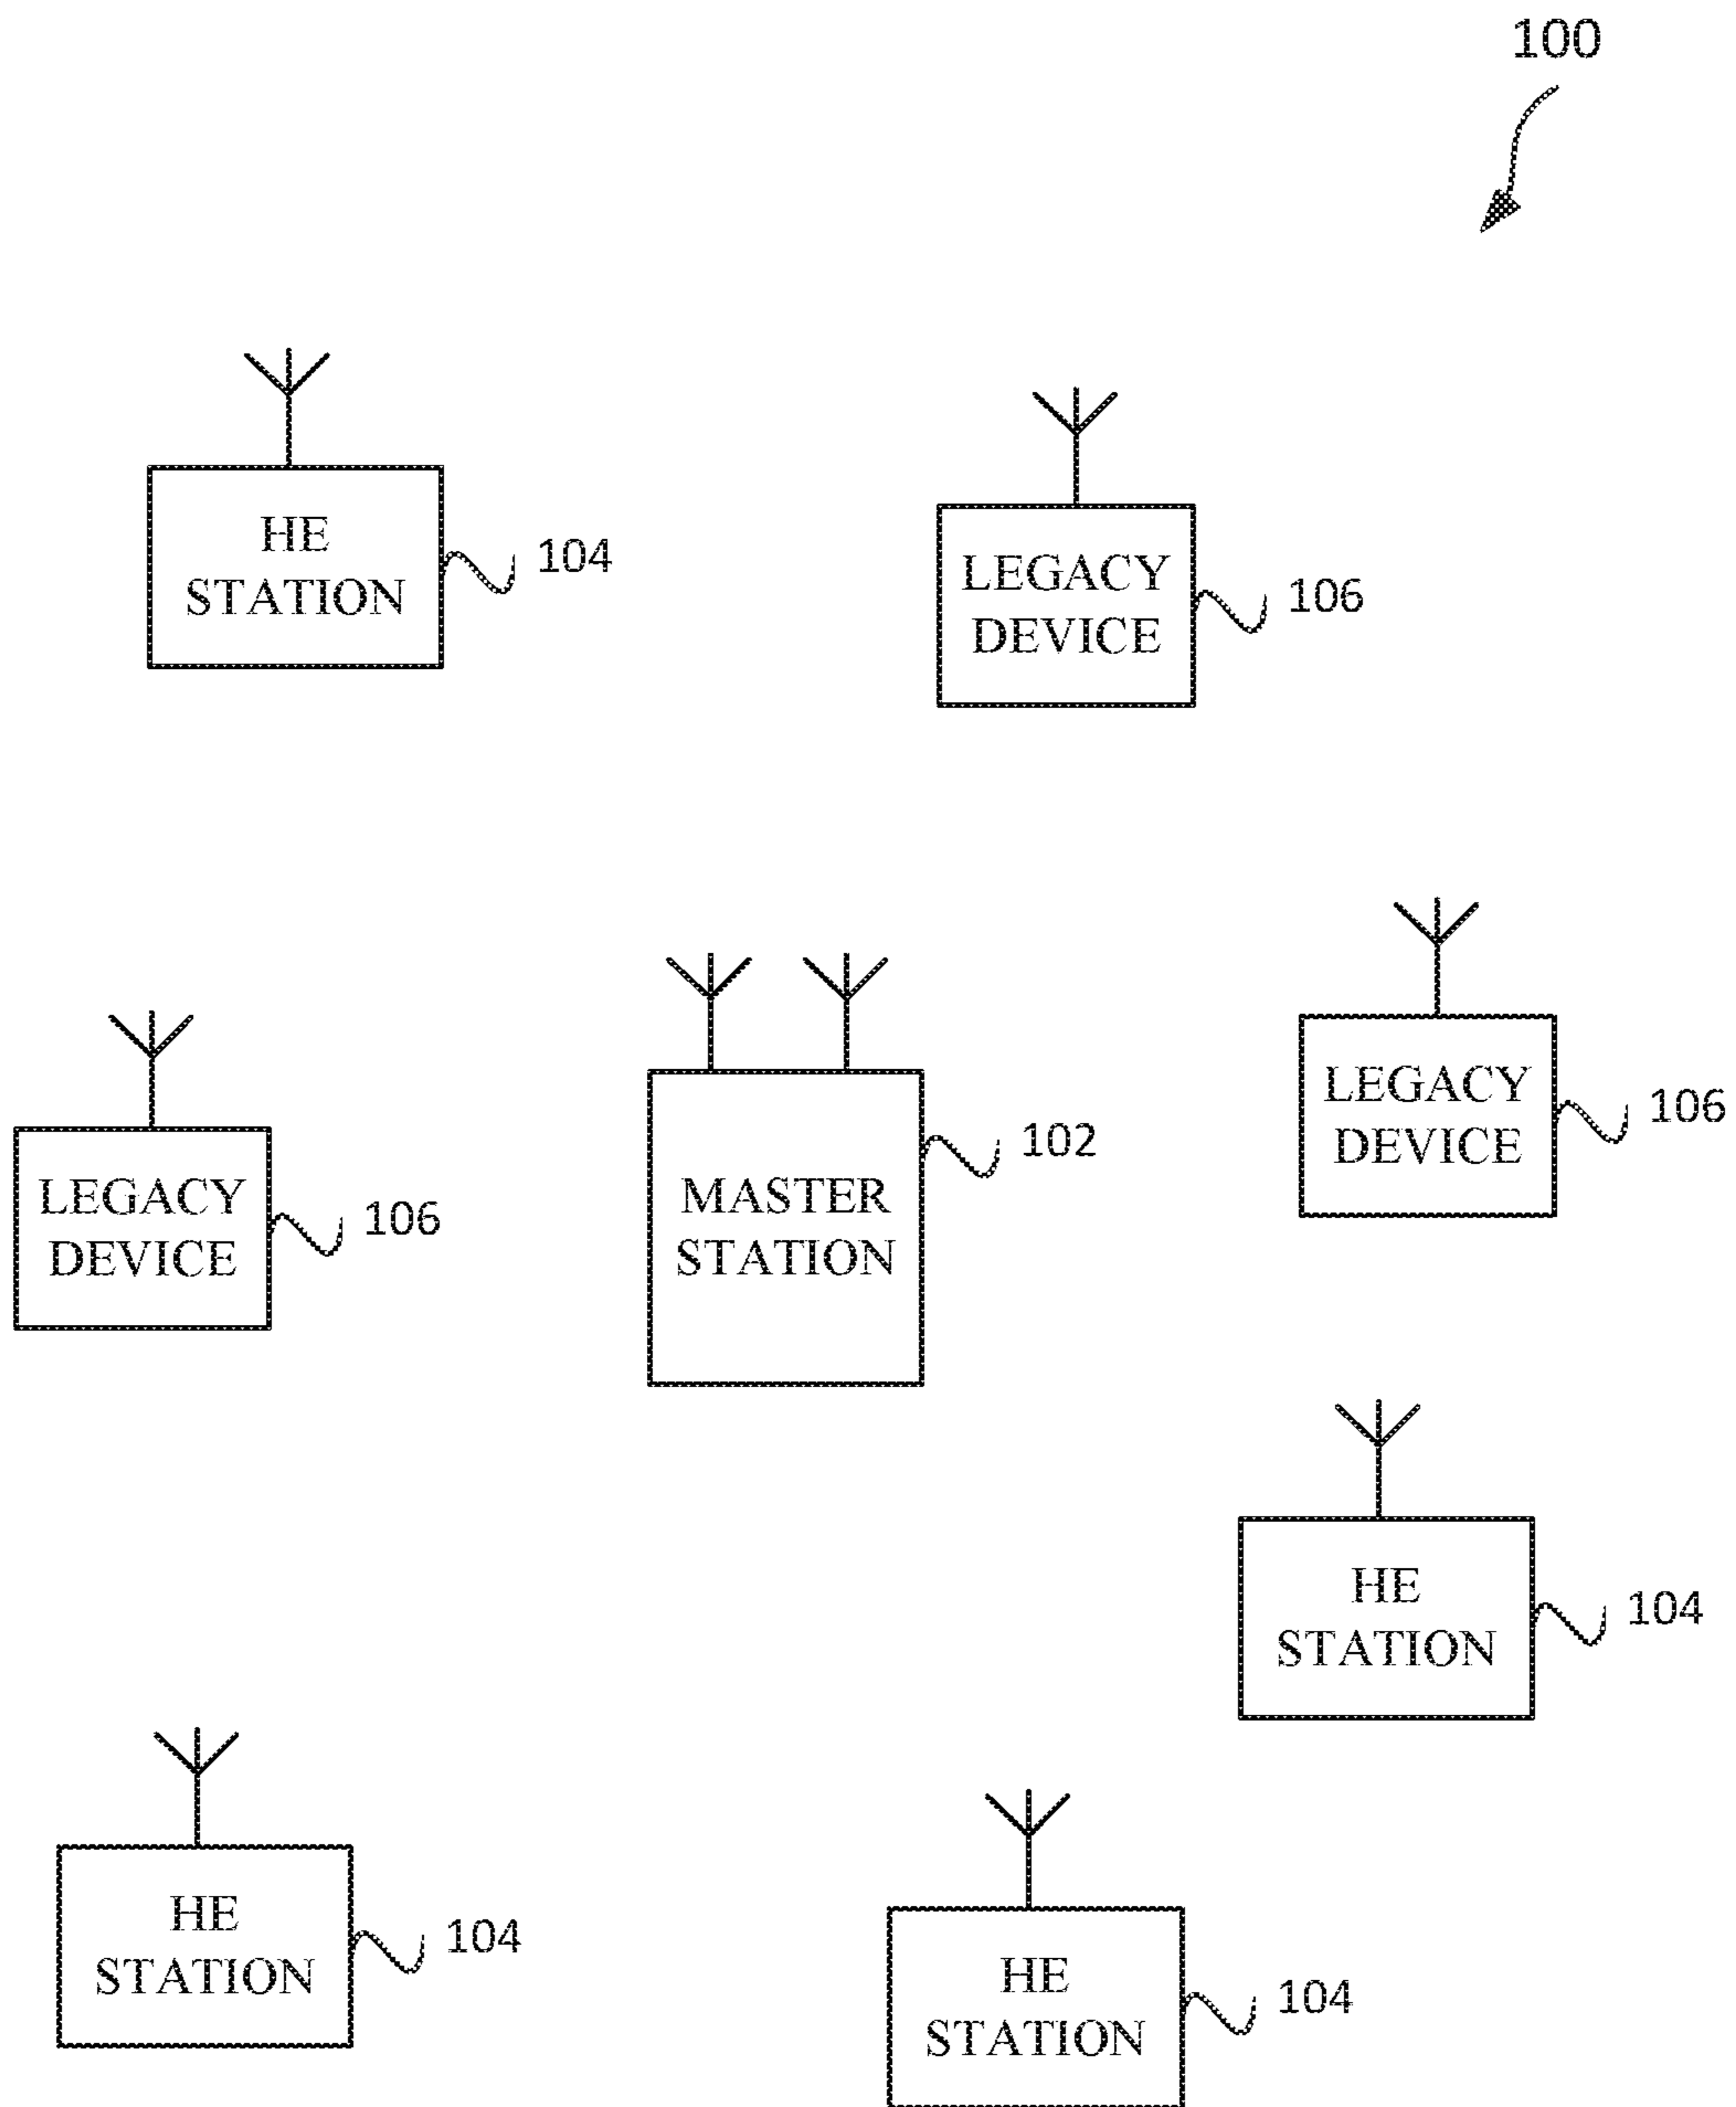 100
HE
STATION
104
LEGACY
DEVICE
106
LEGACY
DEVICE
106
MASTER
STATION
102
LEGACY
DEVICE
106
HE
STATION
104
HE
STATION
104
HE
STATION
104